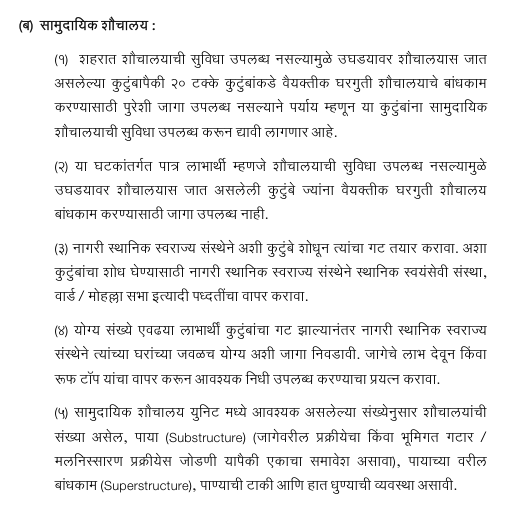 (ब) सामुदायिक शौचालय :
(१) शहरात शौचालयाची सुविधा उपलब्ध नसल्यामुळे उघडयावर शौचालयास जात
असलेल्या कुटुंबापैकी २० टक्के कुटुंबांकडे वैयक्तीक घरगुती शौचालयाचे बांधकाम
करण्यासाठी पुरेशी जागा उपलब्ध नसल्याने पर्याय म्हणून या कुटुंबांना सामुदायिक
शौचालयाची सुविधा उपलब्ध करून द्यावी लागणार आहे.
(२) या घटकांतर्गत पात्र लाभार्थी म्हणजे शौचालयाची सुविधा उपलब्ध नसल्यामुळे
उघडयावर शौचालयास जात असलेली कुटुंबे ज्यांना वैयक्तीक घरगुती शौचालय
बांधकाम करण्यासाठी जागा उपलब्ध नाही.
(३) नागरी स्थानिक स्वराज्य संस्थेने अशी कुटुंबे शोधून त्यांचा गट तयार करावा. अशा
कुटुंबांचा शोध घेण्यासाठी नागरी स्थानिक स्वराज्य संस्थेने स्थानिक स्वयंसेवी संस्था,
वार्ड / मोहल्ला सभा इत्यादी पध्दतींचा वापर करावा.
(४) योग्य संख्ये एवढया लाभार्थी कुटुंबांचा गट झाल्यानंतर नागरी स्थानिक स्वराज्य
संस्थेने त्यांच्या घरांच्या जवळच योग्य अशी जागा निवडावी. जागेचे लाभ देवून किंवा
रूफ टॉप यांचा वापर करून आवश्यक निधी उपलब्ध करण्याचा प्रयत्न करावा.
(५) सामुदायिक शौचालय युनिट मध्ये आवश्यक असलेल्या संख्येनुसार शौचालयांची
संख्या असेल, पाया (Substructure) (जागेवरील प्रक्रीयेचा किंवा भूमिगत गटार /
मलनिस्सारण प्रक्रीयेस जोडणी यापैकी एकाचा समावेश असावा), पायाच्या वरील
बांधकाम (Superstructure), पाण्याची टाकी आणि हात धुण्याची व्यवस्था असावी.